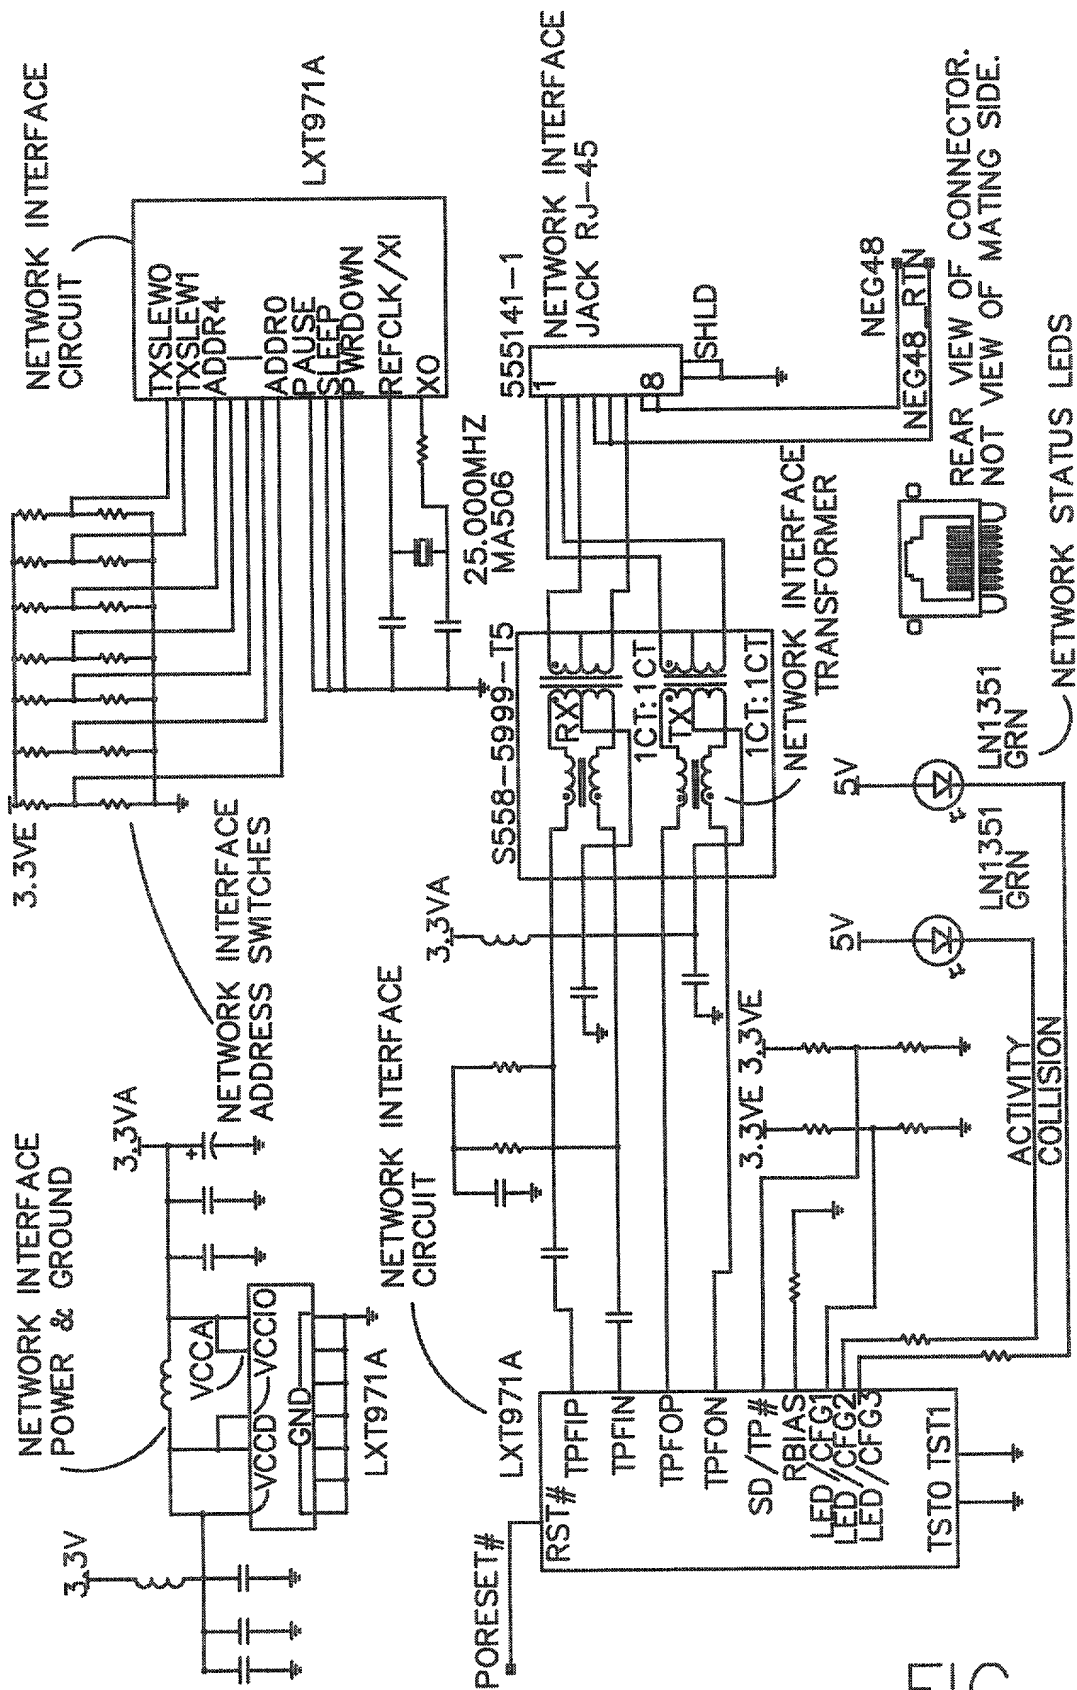 NETWORK INTERFACE
POWER & GROUND
3.3V
VCCA
VCCD
VCCIO
GND
LXT971A
3.3VA
NETWORK INTERFACE
ADDRESS SWITCHES
3.3VE
NETWORK INTERFACE
CIRCUIT
TXSLEW0
TXSLEW1
ADDR4
ADDR0
PAUSE
SLEEP
PWRDOWN
REFCLK/XI
XO
LXT971A
25.000MHZ
MA506
NETWORK INTERFACE
CIRCUIT
LXT971A
PORESET#
RST#
TPFIP
TPFIN
TPFOP
TPFON
SD/TP#
RBIAS
LED/CFG1
LED/CFG2
LED/CFG3
TST0 TST1
3.3VA
S558-5999-T5
RX
1CT:1CT
TX
1CT:1CT
NETWORK INTERFACE
TRANSFORMER
555141-1
1
8
SHLD
NETWORK INTERFACE
JACK RJ-45
NEG48
NEG48_RTN
3.3VE 3.3VE
5V
5V
LN1351
GRN
LN1351
GRN
ACTIVITY
COLLISION
REAR VIEW OF CONNECTOR.
NOT VIEW OF MATING SIDE.
NETWORK STATUS LEDS